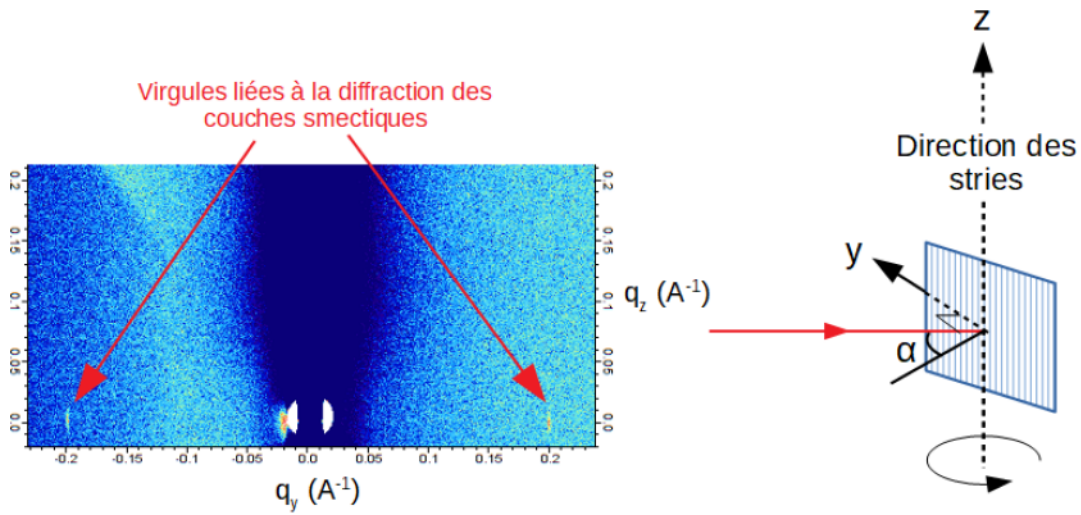 Virgules liées à la diffraction des
couches smectiques
0.2
0.15
0.1
0.05
0.0
0.2
0.15
0.1
0.05
0.0
-0.2 -0.15 -0.1 -0.05 0.0 0.05 0.1 0.15 0.2
q_y (A⁻¹)
q_z (A⁻¹)
z
Direction des
stries
y
α